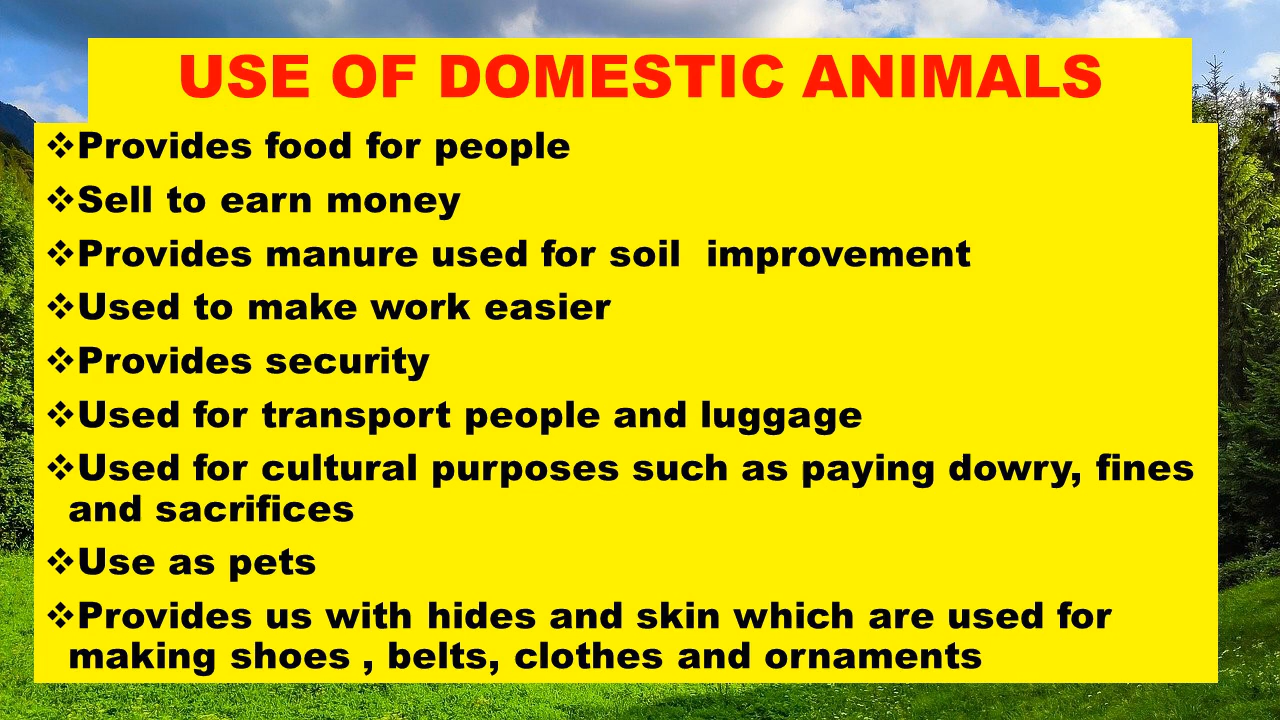 USE OF DOMESTIC ANIMALS
❖Provides food for people
❖Sell to earn money
❖Provides manure used for soil  improvement
❖Used to make work easier
❖Provides security
❖Used for transport people and luggage
❖Used for cultural purposes such as paying dowry, fines
and sacrifices
❖Use as pets
❖Provides us with hides and skin which are used for
making shoes , belts, clothes and ornaments